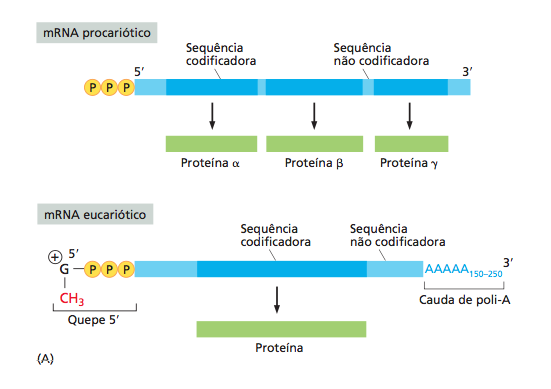 mRNA procariótico
Sequência
codificadora
Sequência
não codificadora
5′
3′
P P P
Proteína α
Proteína β
Proteína γ
mRNA eucariótico
Sequência
codificadora
Sequência
não codificadora
+
5′
G P P P
AAAAA150–250
3′
CH3
Quepe 5′
Cauda de poli-A
Proteína
(A)